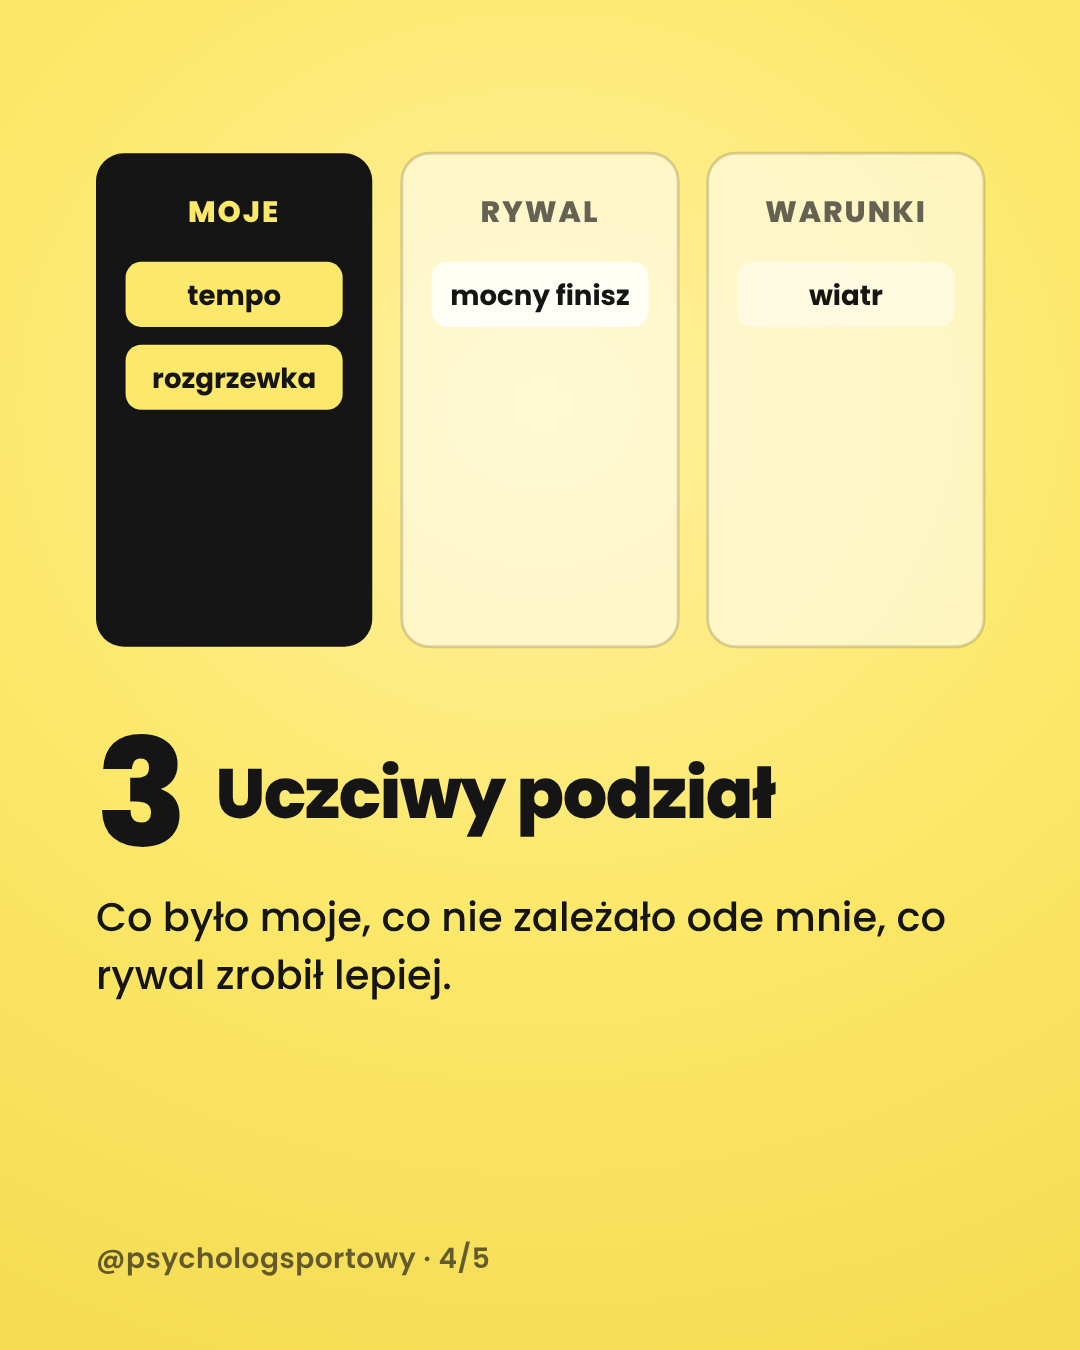 MOJE
tempo
rozgrzewka
RYWAL
mocny finisz
WARUNKI
wiatr
3 Uczciwy podział
Co było moje, co nie zależało ode mnie, co
rywal zrobił lepiej.
@psychologsportowy · 4/5